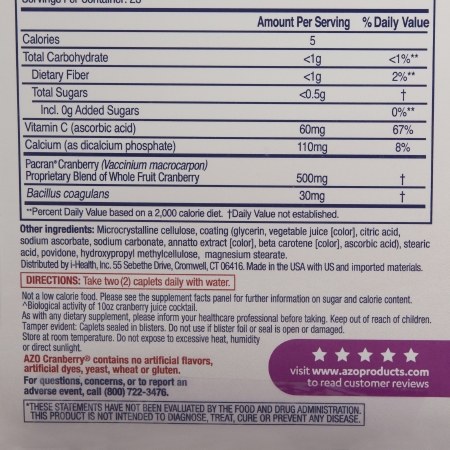 Servings Per Container: 25
Amount Per Serving % Daily Value
Calories 5
Total Carbohydrate <1g <1%**
Dietary Fiber <1g 2%**
Total Sugars <0.5g †
Incl. 0g Added Sugars 0%**
Vitamin C (ascorbic acid) 60mg 67%
Calcium (as dicalcium phosphate) 110mg 8%
Pacran® Cranberry (Vaccinium macrocarpon)
Proprietary Blend of Whole Fruit Cranberry 500mg †
Bacillus coagulans 30mg †
**Percent Daily Value based on a 2,000 calorie diet. †Daily Value not established.
Other ingredients: Microcrystalline cellulose, coating (glycerin, vegetable juice [color], citric acid,
sodium ascorbate, sodium carbonate, annatto extract [color], beta carotene [color], ascorbic acid), stearic
acid, povidone, hydroxypropyl methylcellulose, magnesium stearate.
Distributed by i-Health, Inc. 55 Sebethe Drive, Cromwell, CT 06416. Made in the USA with US and imported materials.
DIRECTIONS: Take two (2) caplets daily with water.
Not a low calorie food. Please see the supplement facts panel for further information on sugar and calorie content.
^Biological activity of 10oz cranberry juice cocktail.
As with any dietary supplement, please inform your healthcare professional before taking. Keep out of reach of children.
Tamper evident: Caplets sealed in blisters. Do not use if blister foil or seal is open or damaged.
Store at room temperature. Do not expose to excessive heat, humidity
or direct sunlight.
AZO Cranberry® contains no artificial flavors,
artificial dyes, yeast, wheat or gluten.
For questions, concerns, or to report an
adverse event, call (800) 722-3476.
visit www.azoproducts.com
to read customer reviews
*THESE STATEMENTS HAVE NOT BEEN EVALUATED BY THE FOOD AND DRUG ADMINISTRATION.
THIS PRODUCT IS NOT INTENDED TO DIAGNOSE, TREAT, CURE OR PREVENT ANY DISEASE.